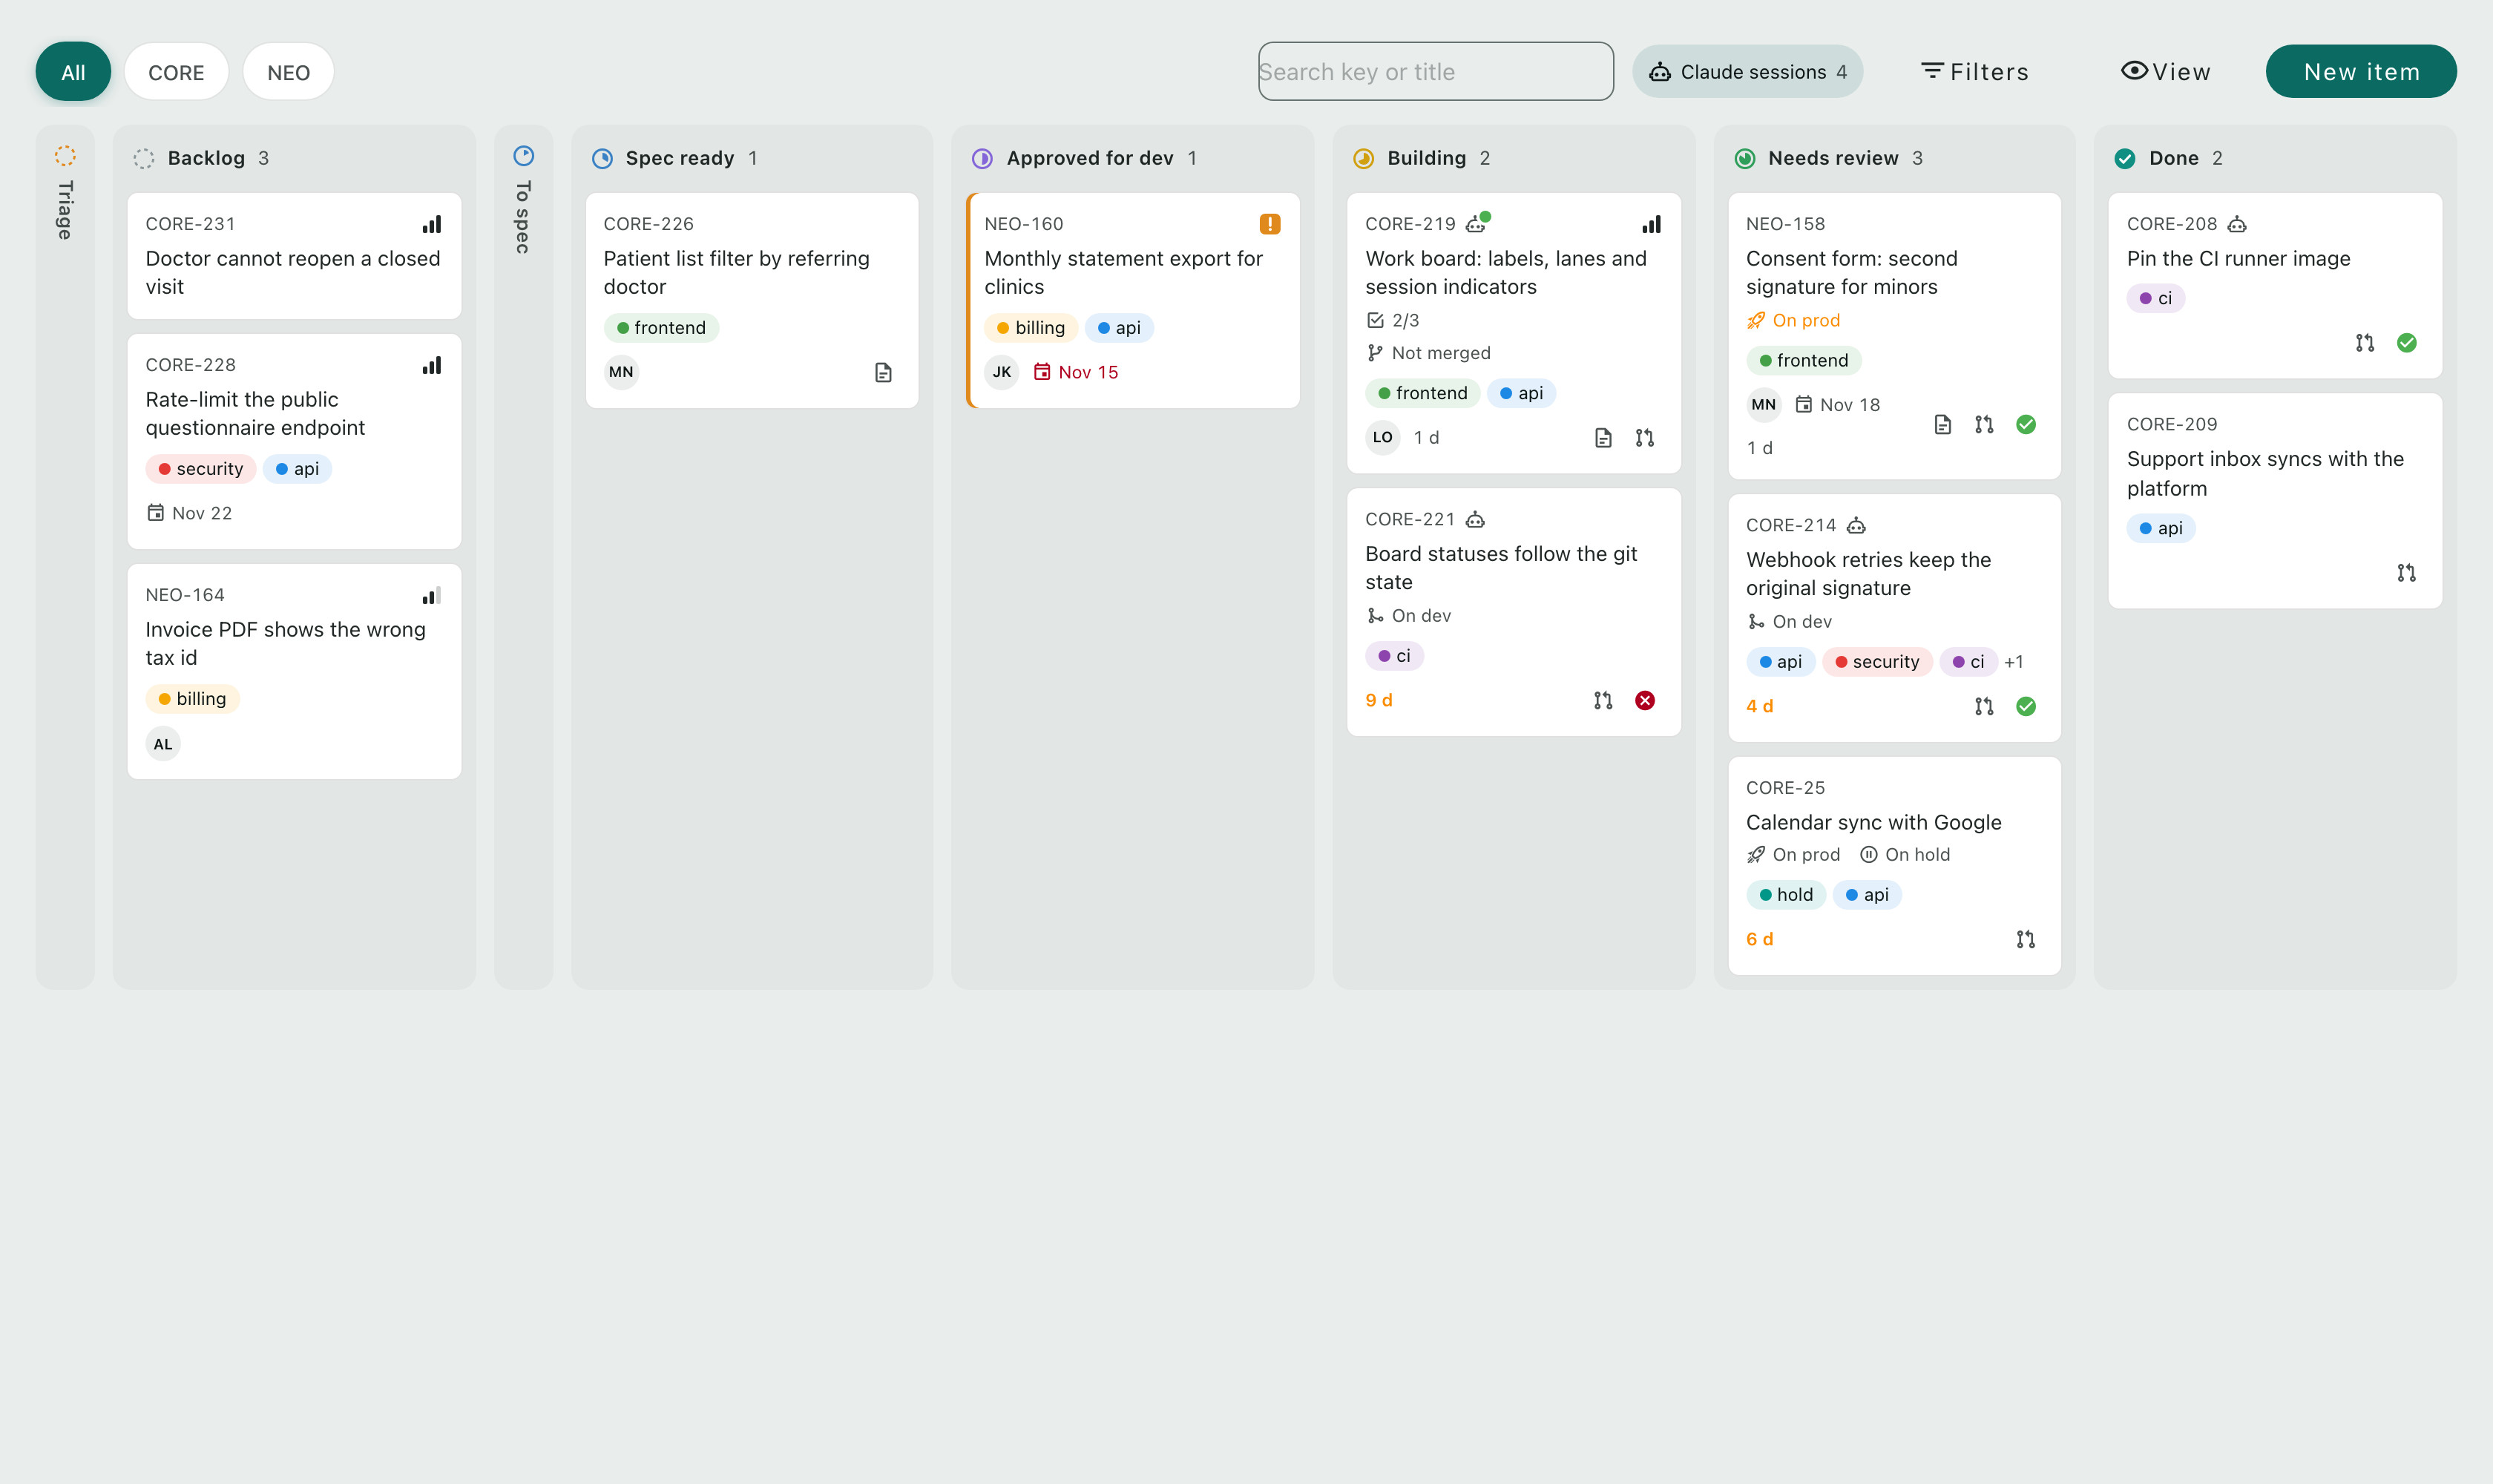 All
CORE
NEO
Search key or title
Claude sessions 4
Filters
View
New item
Triage
Backlog 3
CORE-231
Doctor cannot reopen a closed
visit
CORE-228
Rate-limit the public
questionnaire endpoint
security
api
Nov 22
NEO-164
Invoice PDF shows the wrong
tax id
billing
AL
To spec
Spec ready 1
CORE-226
Patient list filter by referring
doctor
frontend
MN
Approved for dev 1
NEO-160
Monthly statement export for
clinics
billing
api
JK
Nov 15
Building 2
CORE-219
Work board: labels, lanes and
session indicators
2/3
Not merged
frontend
api
LO
1 d
CORE-221
Board statuses follow the git
state
On dev
ci
9 d
Needs review 3
NEO-158
Consent form: second
signature for minors
On prod
frontend
MN
Nov 18
1 d
CORE-214
Webhook retries keep the
original signature
On dev
api
security
ci
+1
4 d
CORE-25
Calendar sync with Google
On prod
On hold
hold
api
6 d
Done 2
CORE-208
Pin the CI runner image
ci
CORE-209
Support inbox syncs with the
platform
api